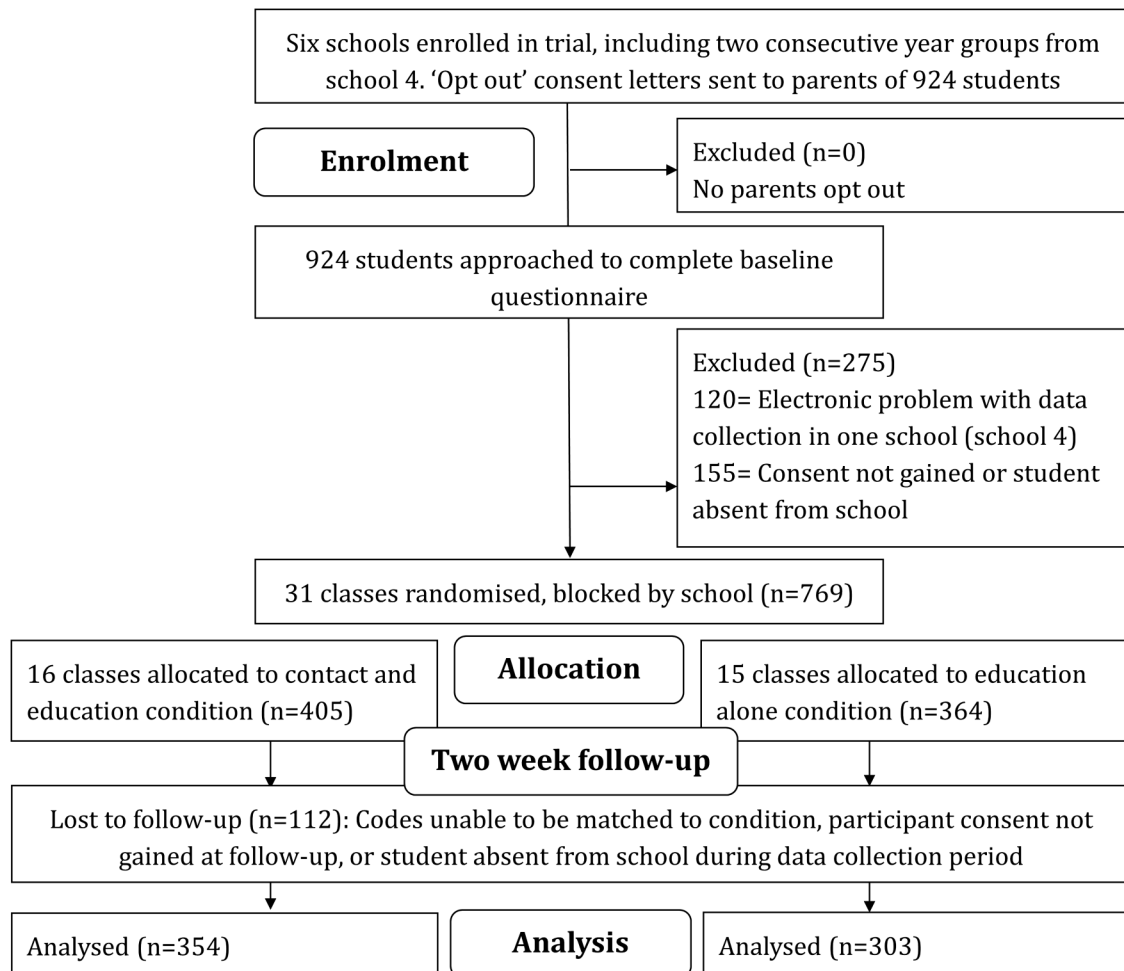 Six schools enrolled in trial, including two consecutive year groups from
school 4. ‘Opt out’ consent letters sent to parents of 924 students
Enrolment
Excluded (n=0)
No parents opt out
924 students approached to complete baseline
questionnaire
Excluded (n=275)
120= Electronic problem with data
collection in one school (school 4)
155= Consent not gained or student
absent from school
31 classes randomised, blocked by school (n=769)
Allocation
16 classes allocated to contact and
education condition (n=405)
15 classes allocated to education
alone condition (n=364)
Two week follow-up
Lost to follow-up (n=112): Codes unable to be matched to condition, participant consent not
gained at follow-up, or student absent from school during data collection period
Analysed (n=354)
Analysis
Analysed (n=303)